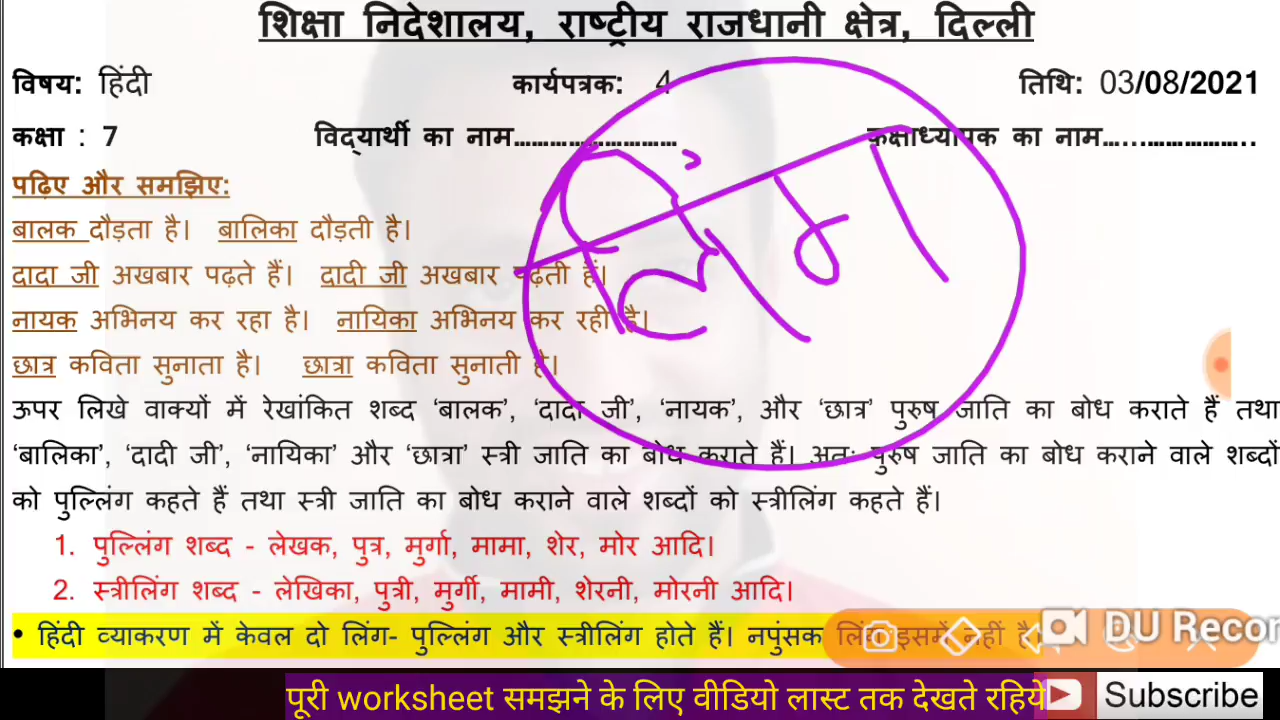 शिक्षा निदेशालय, राष्ट्रीय राजधानी क्षेत्र, दिल्ली
विषय: हिंदी कार्यपत्रक: 4 तिथि: 03/08/2021
कक्षा : 7 विद्यार्थी का नाम........................... कक्षाध्यापक का नाम........................
पढ़िए और समझिए:
लिंग
बालक दौड़ता है। बालिका दौड़ती है।
दादा जी अखबार पढ़ते हैं। दादी जी अखबार पढ़ती हैं।
नायक अभिनय कर रहा है। नायिका अभिनय कर रही है।
छात्र कविता सुनाता है। छात्रा कविता सुनाती है।
ऊपर लिखे वाक्यों में रेखांकित शब्द ‘बालक’, ‘दादा जी’, ‘नायक’, और ‘छात्र’ पुरुष जाति का बोध कराते हैं तथा
‘बालिका’, ‘दादी जी’, ‘नायिका’ और ‘छात्रा’ स्त्री जाति का बोध कराते हैं। अतः पुरुष जाति का बोध कराने वाले शब्दों
को पुल्लिंग कहते हैं तथा स्त्री जाति का बोध कराने वाले शब्दों को स्त्रीलिंग कहते हैं।
1. पुल्लिंग शब्द - लेखक, पुत्र, मुर्गा, मामा, शेर, मोर आदि।
2. स्त्रीलिंग शब्द - लेखिका, पुत्री, मुर्गी, मामी, शेरनी, मोरनी आदि।
• हिंदी व्याकरण में केवल दो लिंग- पुल्लिंग और स्त्रीलिंग होते हैं। नपुंसक लिंग इसमें नहीं है
DU Recor
पूरी worksheet समझने के लिए वीडियो लास्ट तक देखते रहिये
Subscribe